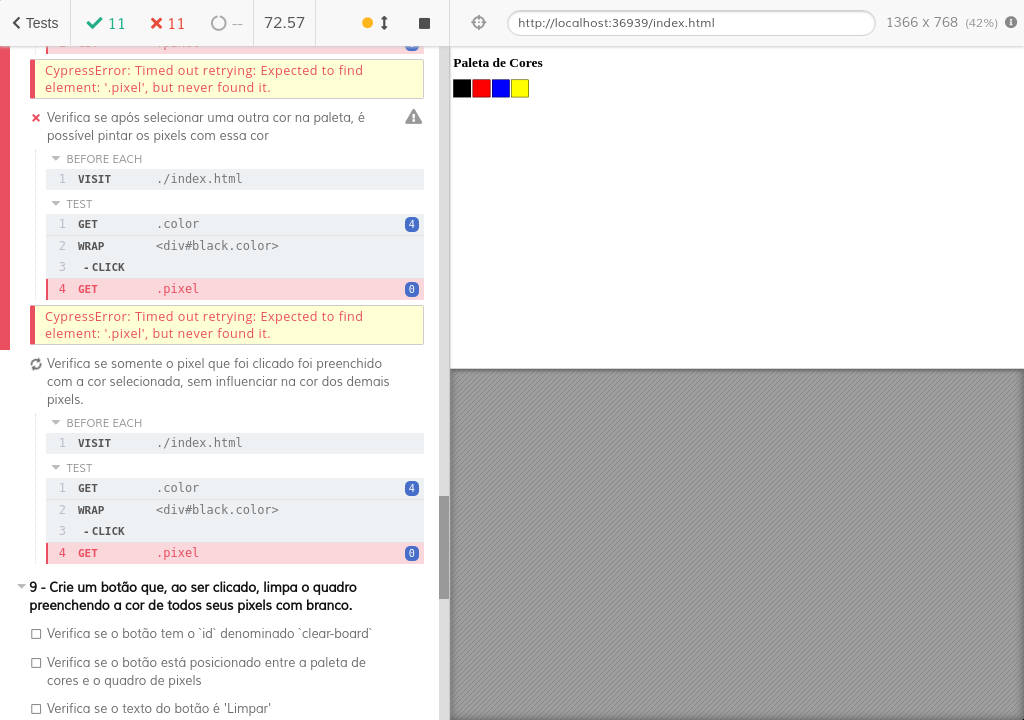 Tests
11
11
--
72.57
http://localhost:36939/index.html
1366 x 768 (42%)
CypressError: Timed out retrying: Expected to find
element: '.pixel', but never found it.
Verifica se após selecionar uma outra cor na paleta, é
possível pintar os pixels com essa cor
BEFORE EACH
1 VISIT ./index.html
TEST
1 GET .color 4
2 WRAP <div#black.color>
3 -CLICK
4 GET .pixel 0
CypressError: Timed out retrying: Expected to find
element: '.pixel', but never found it.
Verifica se somente o pixel que foi clicado foi preenchido
com a cor selecionada, sem influenciar na cor dos demais
pixels.
BEFORE EACH
1 VISIT ./index.html
TEST
1 GET .color 4
2 WRAP <div#black.color>
3 -CLICK
4 GET .pixel 0
9 - Crie um botão que, ao ser clicado, limpa o quadro
preenchendo a cor de todos seus pixels com branco.
Verifica se o botão tem o `id` denominado `clear-board`
Verifica se o botão está posicionado entre a paleta de
cores e o quadro de pixels
Verifica se o texto do botão é 'Limpar'
Paleta de Cores